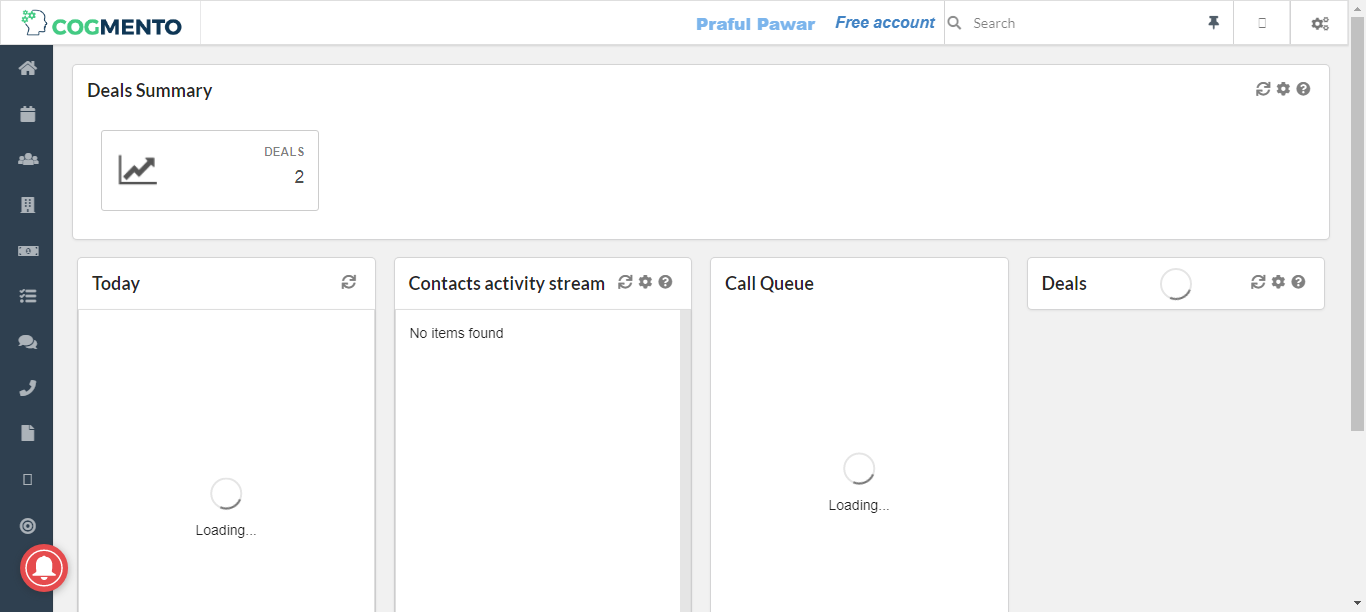 COGMENTO
Praful Pawar
Free account
Search
Deals Summary
DEALS
2
Today
Contacts activity stream
Call Queue
Deals
No items found
Loading...
Loading...